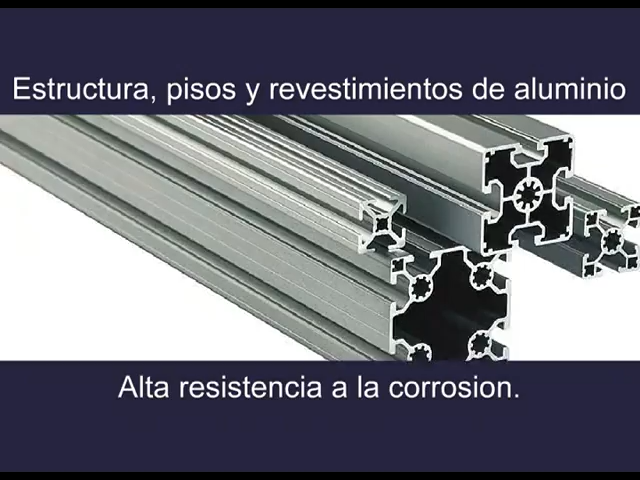 Estructura, pisos y revestimientos de aluminio
Alta resistencia a la corrosion.